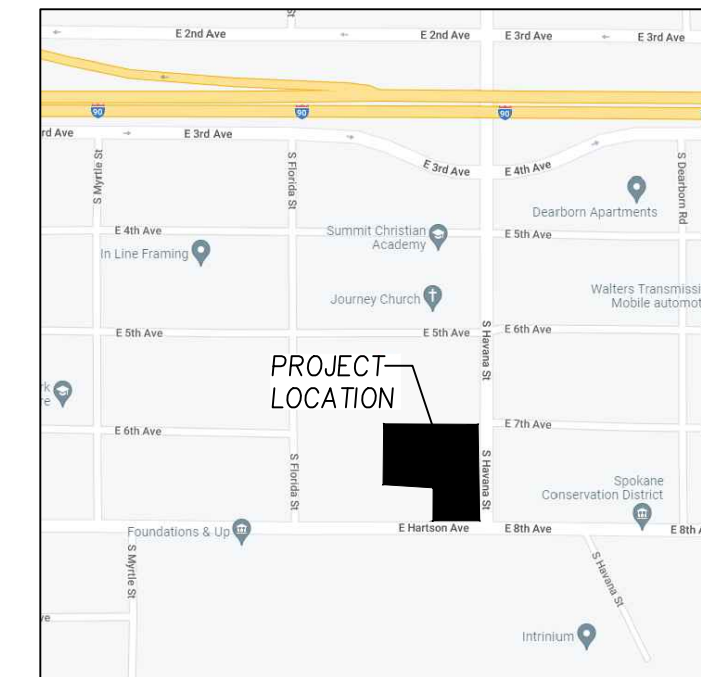 St
E 2nd Ave
E 2nd Ave
E 3rd Ave
E 3rd Ave
90
90
90
rd Ave
E 3rd Ave
E 3rd Ave
E 4th Ave
S Myrtle St
S Florida St
S Dearborn Rd
Dearborn Apartments
E 4th Ave
Summit Christian
Academy
E 5th Ave
In Line Framing
Journey Church
Walters Transmissi
Mobile automot
E 5th Ave
E 5th Ave
E 6th Ave
S Havana St
PROJECT
LOCATION
rk
re
E 6th Ave
E 7th Ave
S Florida St
S Havana St
Spokane
Conservation District
Foundations & Up
E Hartson Ave
E 8th Ave
E 8th A
S Myrtle St
S Havana St
ve
Intrinium